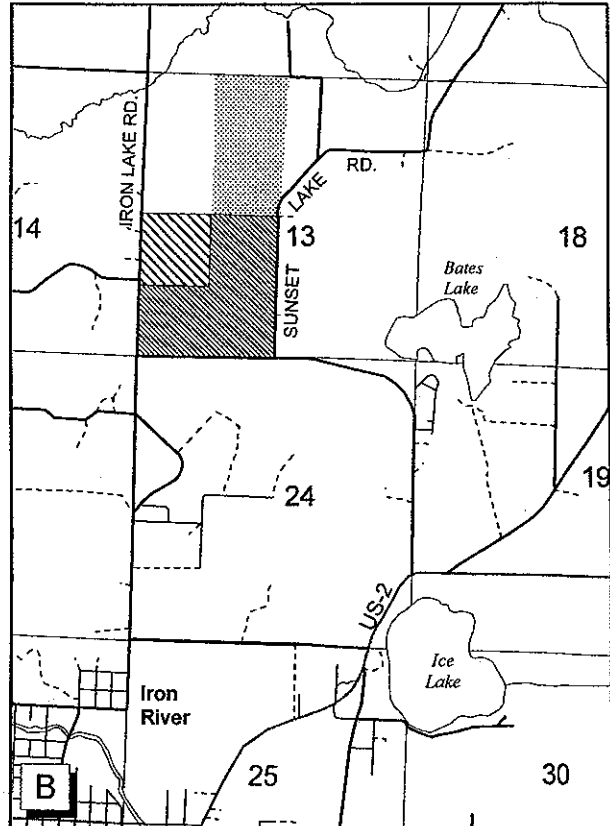 IRON LAKE RD.
LAKE RD.
14
13
18
SUNSET
Bates
Lake
24
19
US-2
Ice
Lake
Iron
River
B
25
30